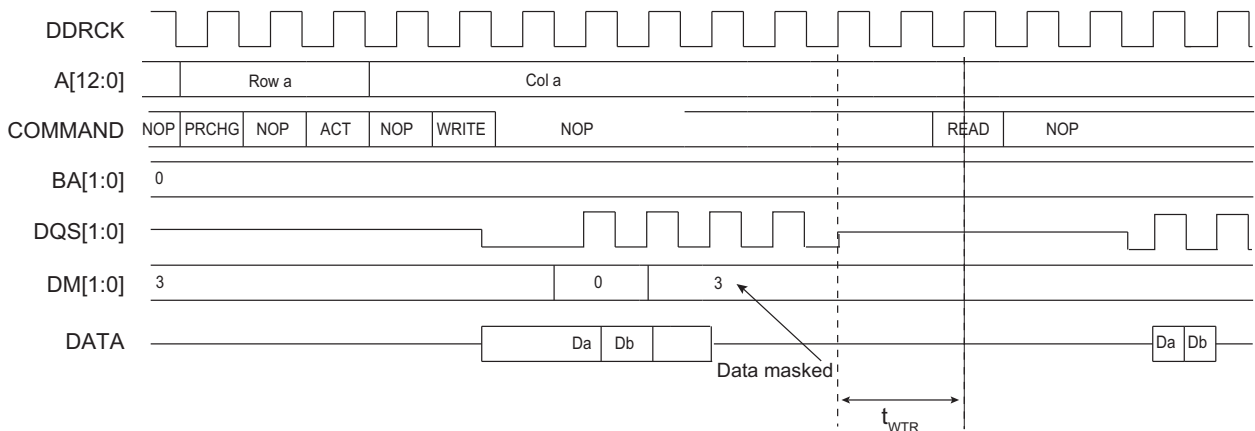 DDRCK
A[12:0] Row a Col a
COMMAND NOP PRCHG NOP ACT NOP WRITE NOP READ NOP
BA[1:0] 0
DQS[1:0]
DM[1:0] 3 0 3
DATA Da Db Da Db
Data masked
tWTR